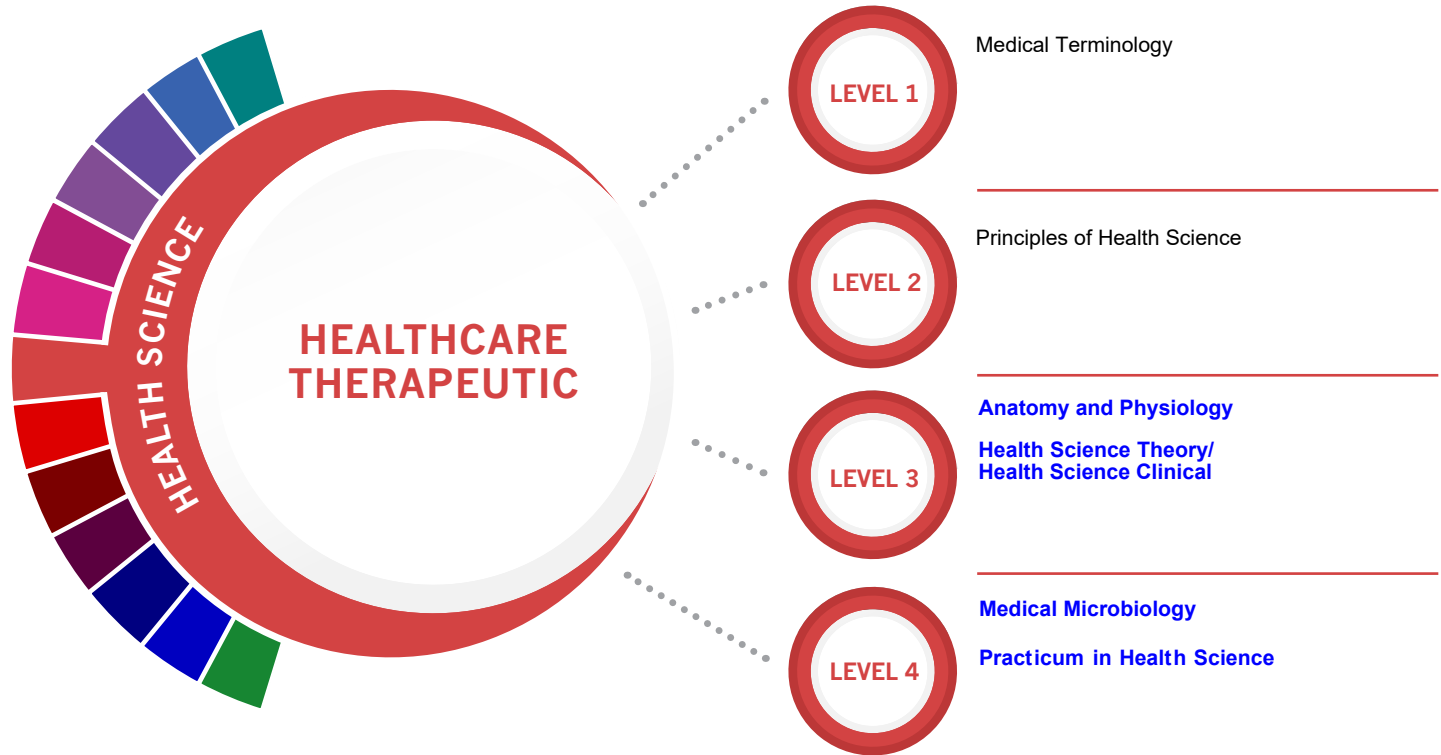 HEALTH SCIENCE
HEALTHCARE
THERAPEUTIC
LEVEL 1
Medical Terminology
LEVEL 2
Principles of Health Science
LEVEL 3
Anatomy and Physiology
Health Science Theory/
Health Science Clinical
LEVEL 4
Medical Microbiology
Practicum in Health Science